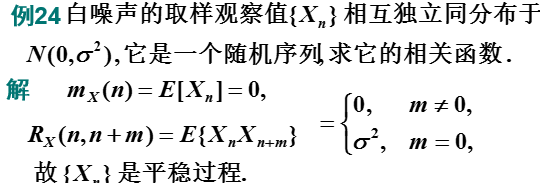 例24 白噪声的取样观察值{Xₙ} 相互独立同分布于
N(0,σ²), 它是一个随机序列, 求它的相关函数.
解 m_X(n) = E[Xₙ] = 0,
R_X(n, n+m) = E{XₙXₙ₊ₘ} = { 0, m ≠ 0,
σ², m = 0,
故 {Xₙ} 是平稳过程.